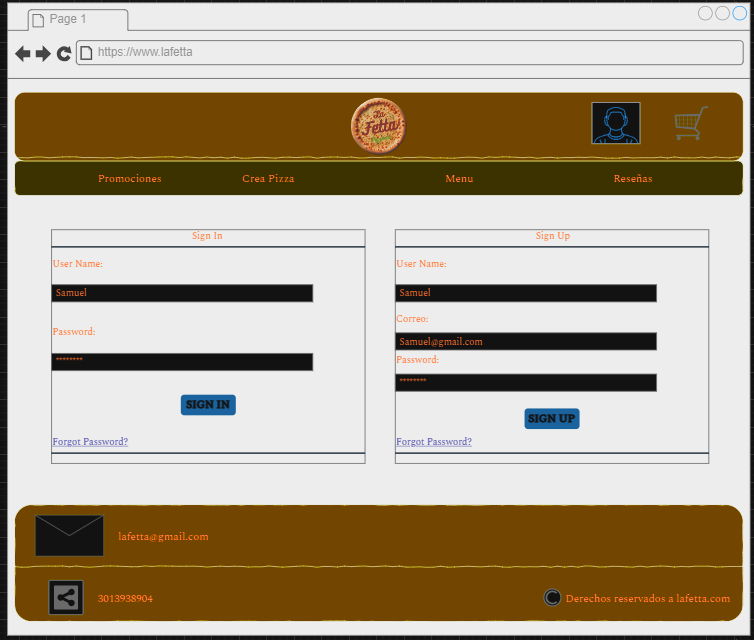 Page 1
https://www.lafetta
La
Fetta
Promociones Crea Pizza Menu Reseñas
Sign In
User Name:
Samuel
Password:
********
SIGN IN
Forgot Password?
Sign Up
User Name:
Samuel
Correo:
Samuel@gmail.com
Password:
********
SIGN UP
Forgot Password?
lafetta@gmail.com
3013938904
Derechos reservados a lafetta.com